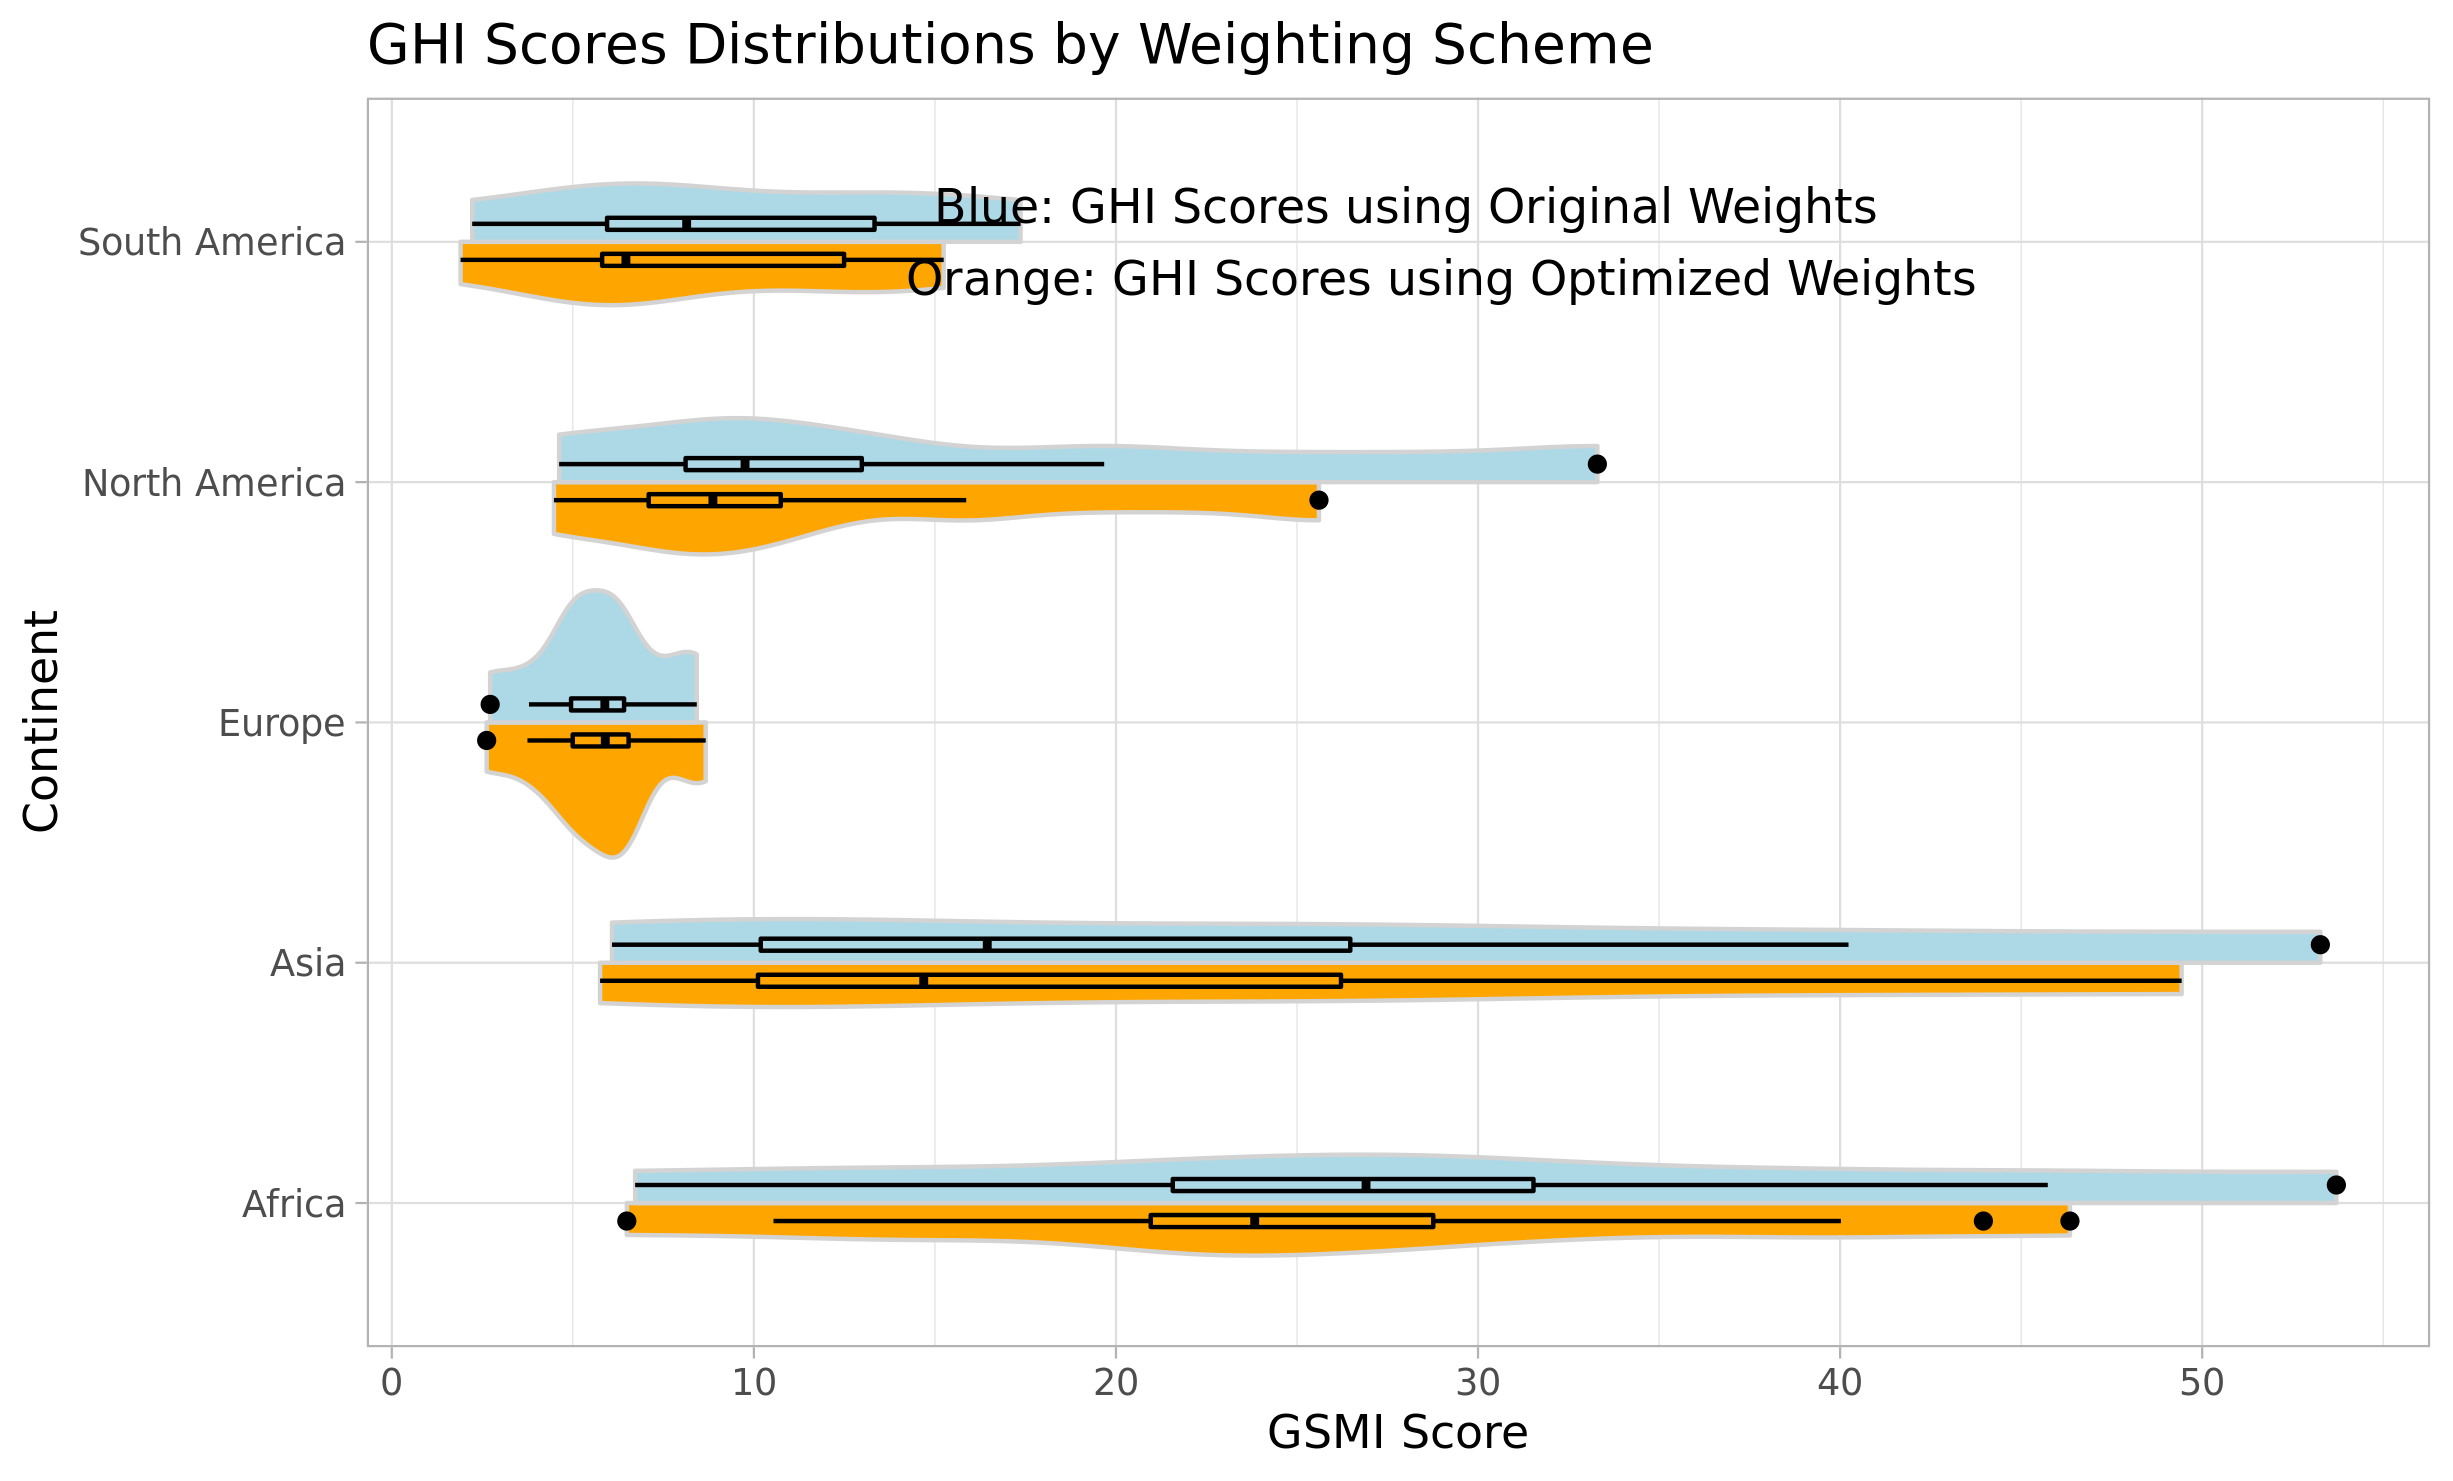 GHI Scores Distributions by Weighting Scheme
Blue: GHI Scores using Original Weights
Orange: GHI Scores using Optimized Weights
South America
North America
Europe
Asia
Africa
Continent
0 10 20 30 40 50
GSMI Score